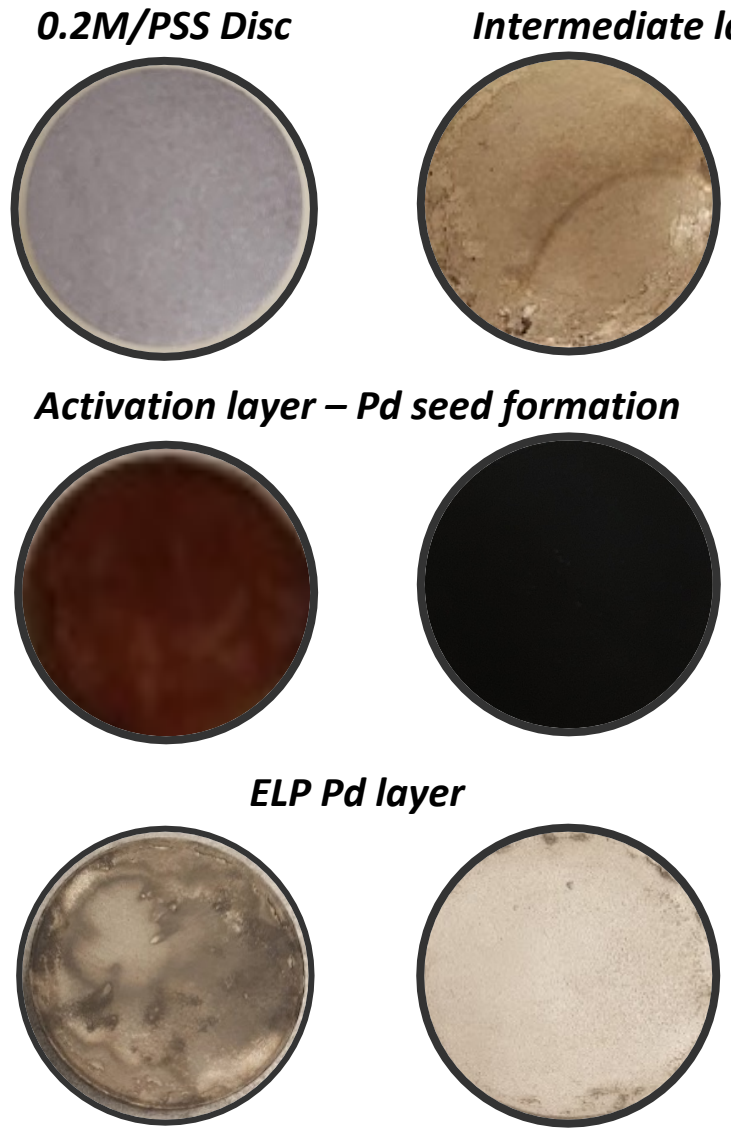 0.2M/PSS Disc
Intermediate
Activation layer – Pd seed formation
ELP Pd layer